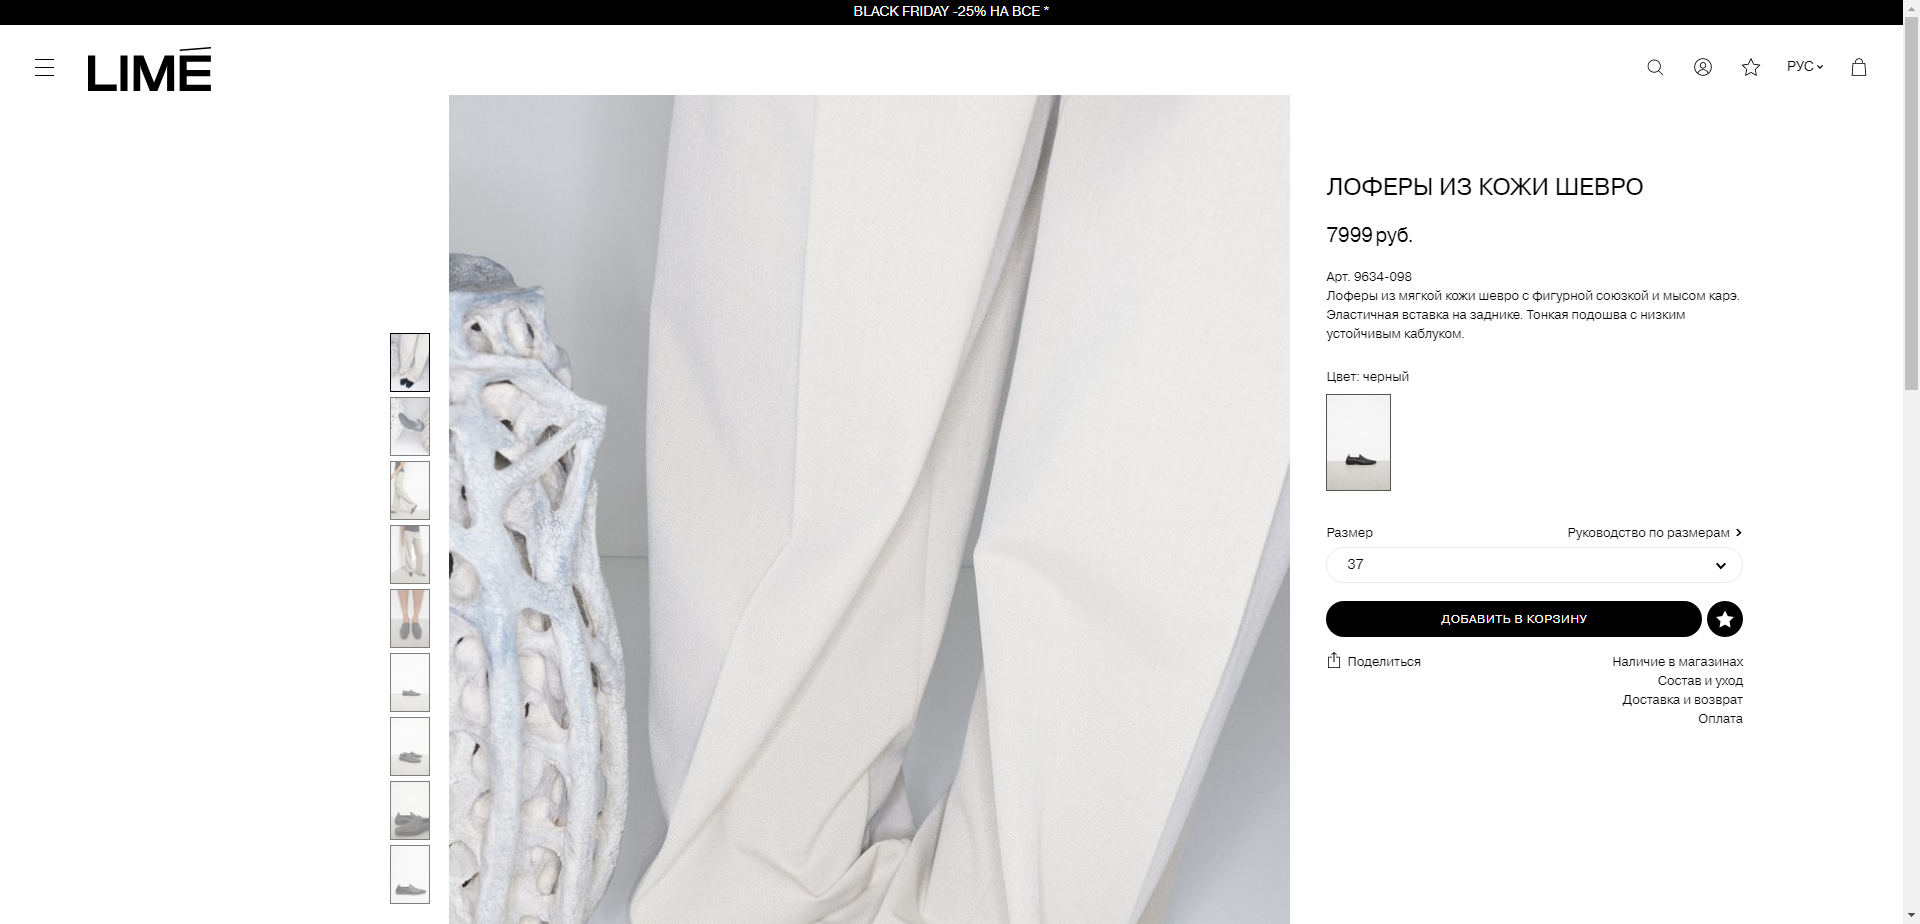 BLACK FRIDAY -25% НА ВСЕ *
LIMÉ
РУС
ЛОФЕРЫ ИЗ КОЖИ ШЕВРО
7999 руб.
Арт. 9634-098
Лоферы из мягкой кожи шевро с фигурной союзкой и мысом карэ.
Эластичная вставка на заднике. Тонкая подошва с низким
устойчивым каблуком.
Цвет: черный
Размер
Руководство по размерам
37
ДОБАВИТЬ В КОРЗИНУ
Поделиться
Наличие в магазинах
Состав и уход
Доставка и возврат
Оплата